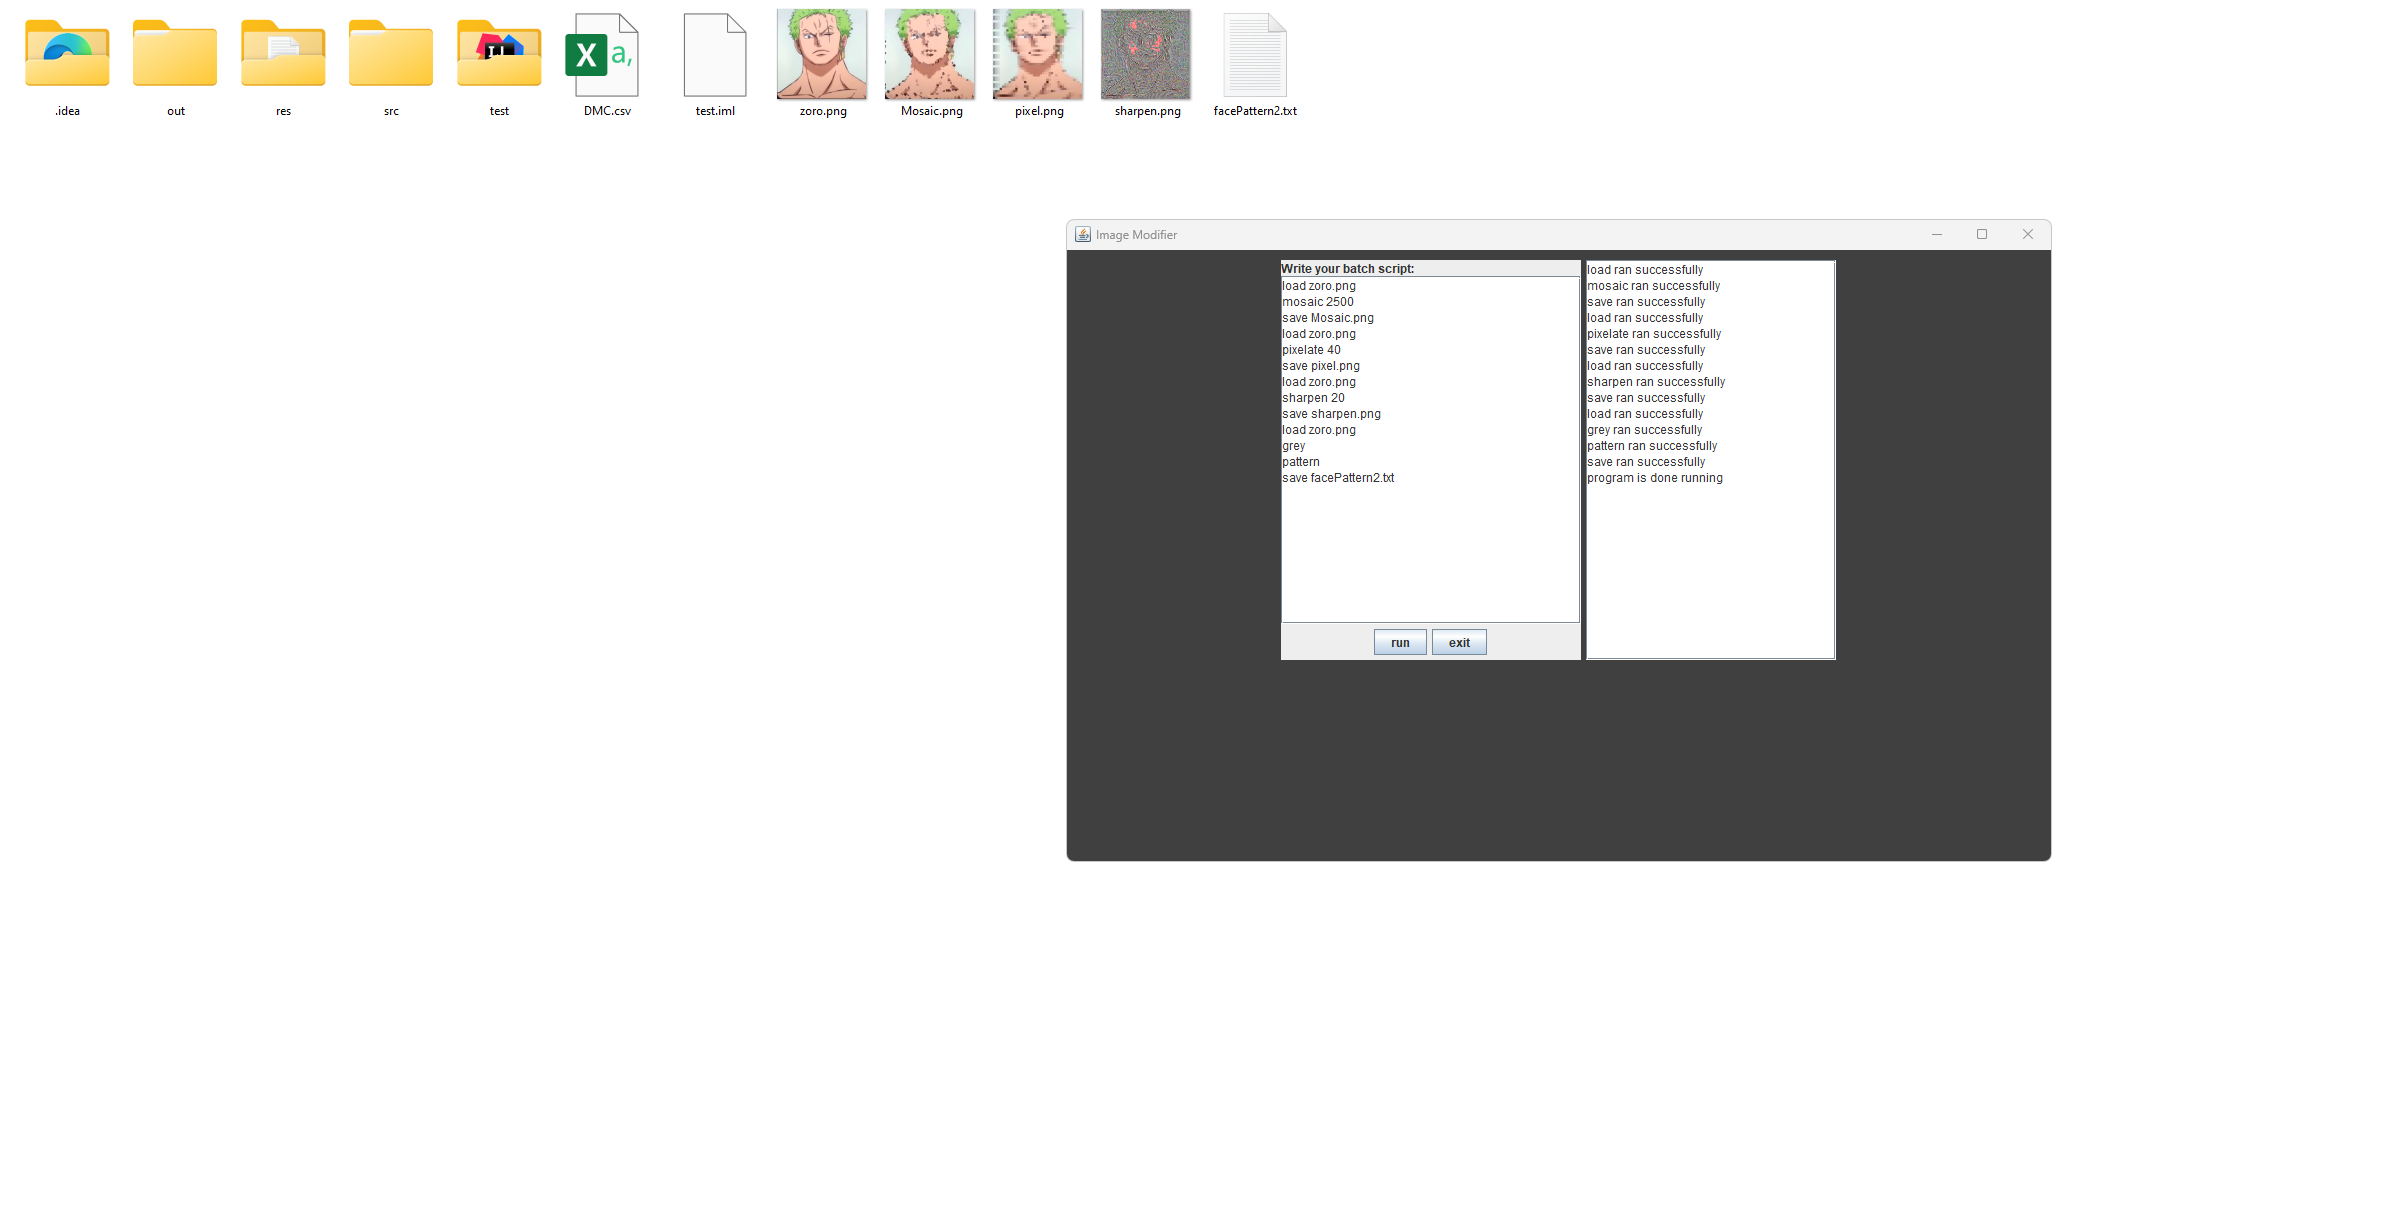 .idea
out
res
src
test
DMC.csv
test.iml
zoro.png
Mosaic.png
pixel.png
sharpen.png
facePattern2.txt
X a,
IJ
Image Modifier
Write your batch script:
load zoro.png
mosaic 2500
save Mosaic.png
load zoro.png
pixelate 40
save pixel.png
load zoro.png
sharpen 20
save sharpen.png
load zoro.png
grey
pattern
save facePattern2.txt
run
exit
load ran successfully
mosaic ran successfully
save ran successfully
load ran successfully
pixelate ran successfully
save ran successfully
load ran successfully
sharpen ran successfully
save ran successfully
load ran successfully
grey ran successfully
pattern ran successfully
save ran successfully
program is done running